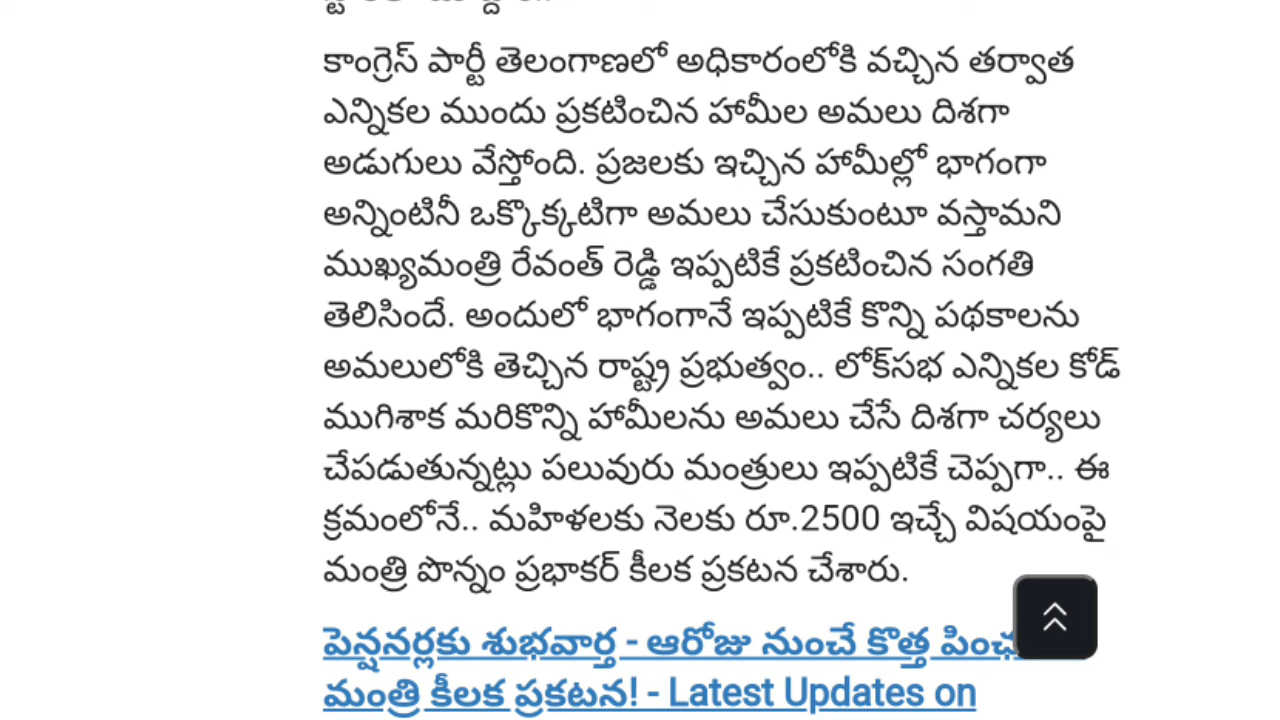 కాంగ్రెస్ పార్టీ తెలంగాణలో అధికారంలోకి వచ్చిన తర్వాత
ఎన్నికల ముందు ప్రకటించిన హామీల అమలు దిశగా
అడుగులు వేస్తోంది. ప్రజలకు ఇచ్చిన హామీల్లో భాగంగా
అన్నింటినీ ఒక్కొక్కటిగా అమలు చేసుకుంటూ వస్తామని
ముఖ్యమంత్రి రేవంత్ రెడ్డి ఇప్పటికే ప్రకటించిన సంగతి
తెలిసిందే. అందులో భాగంగానే ఇప్పటికే కొన్ని పథకాలను
అమలులోకి తెచ్చిన రాష్ట్ర ప్రభుత్వం.. లోక్‌సభ ఎన్నికల కోడ్
ముగిశాక మరికొన్ని హామీలను అమలు చేసే దిశగా చర్యలు
చేపడుతున్నట్లు పలువురు మంత్రులు ఇప్పటికే చెప్పగా.. ఈ
క్రమంలోనే.. మహిళలకు నెలకు రూ.2500 ఇచ్చే విషయంపై
మంత్రి పొన్నం ప్రభాకర్ కీలక ప్రకటన చేశారు.
పెన్షనర్లకు శుభవార్త - ఆరోజు నుంచే కొత్త
మంత్రి కీలక ప్రకటన! - Latest Updates on